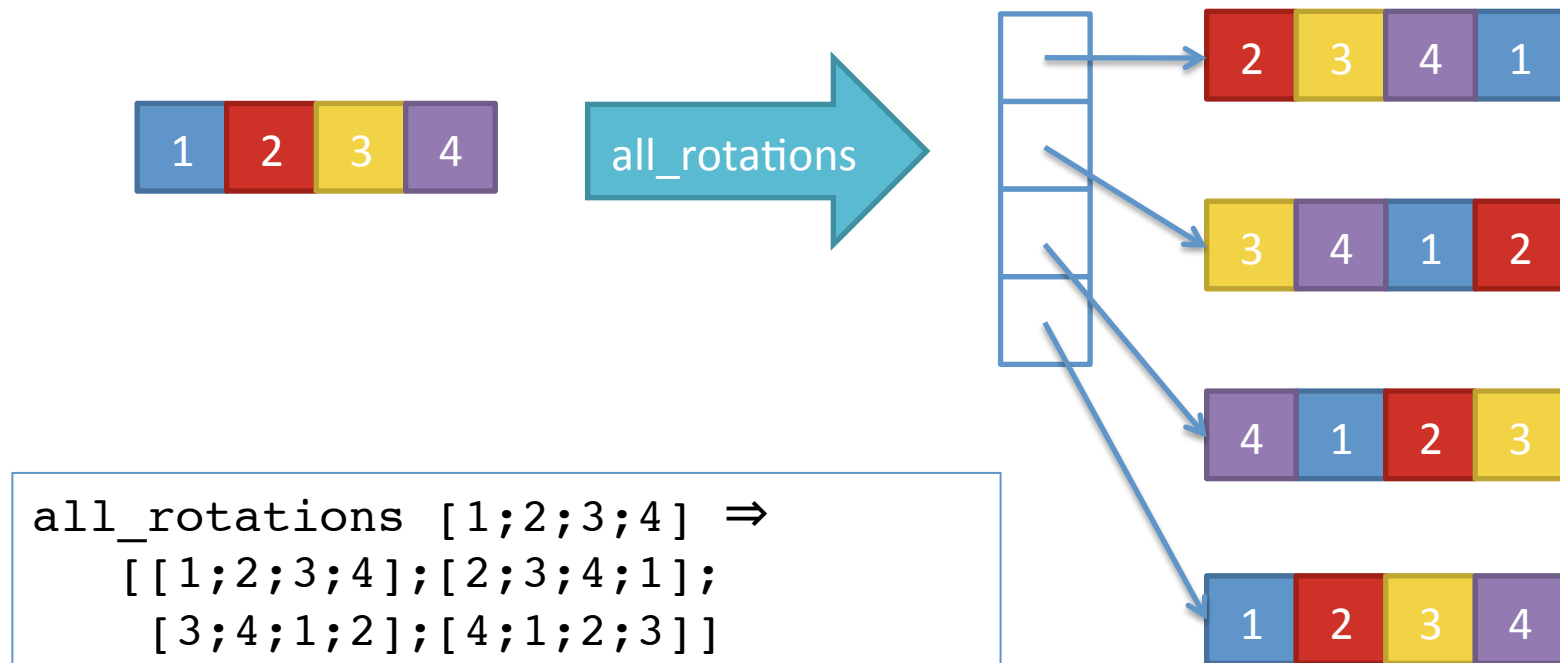 1 2 3 4
all_rotations
2 3 4 1
3 4 1 2
4 1 2 3
1 2 3 4
all_rotations [1;2;3;4] ⇒
[[1;2;3;4];[2;3;4;1];
[3;4;1;2];[4;1;2;3]]